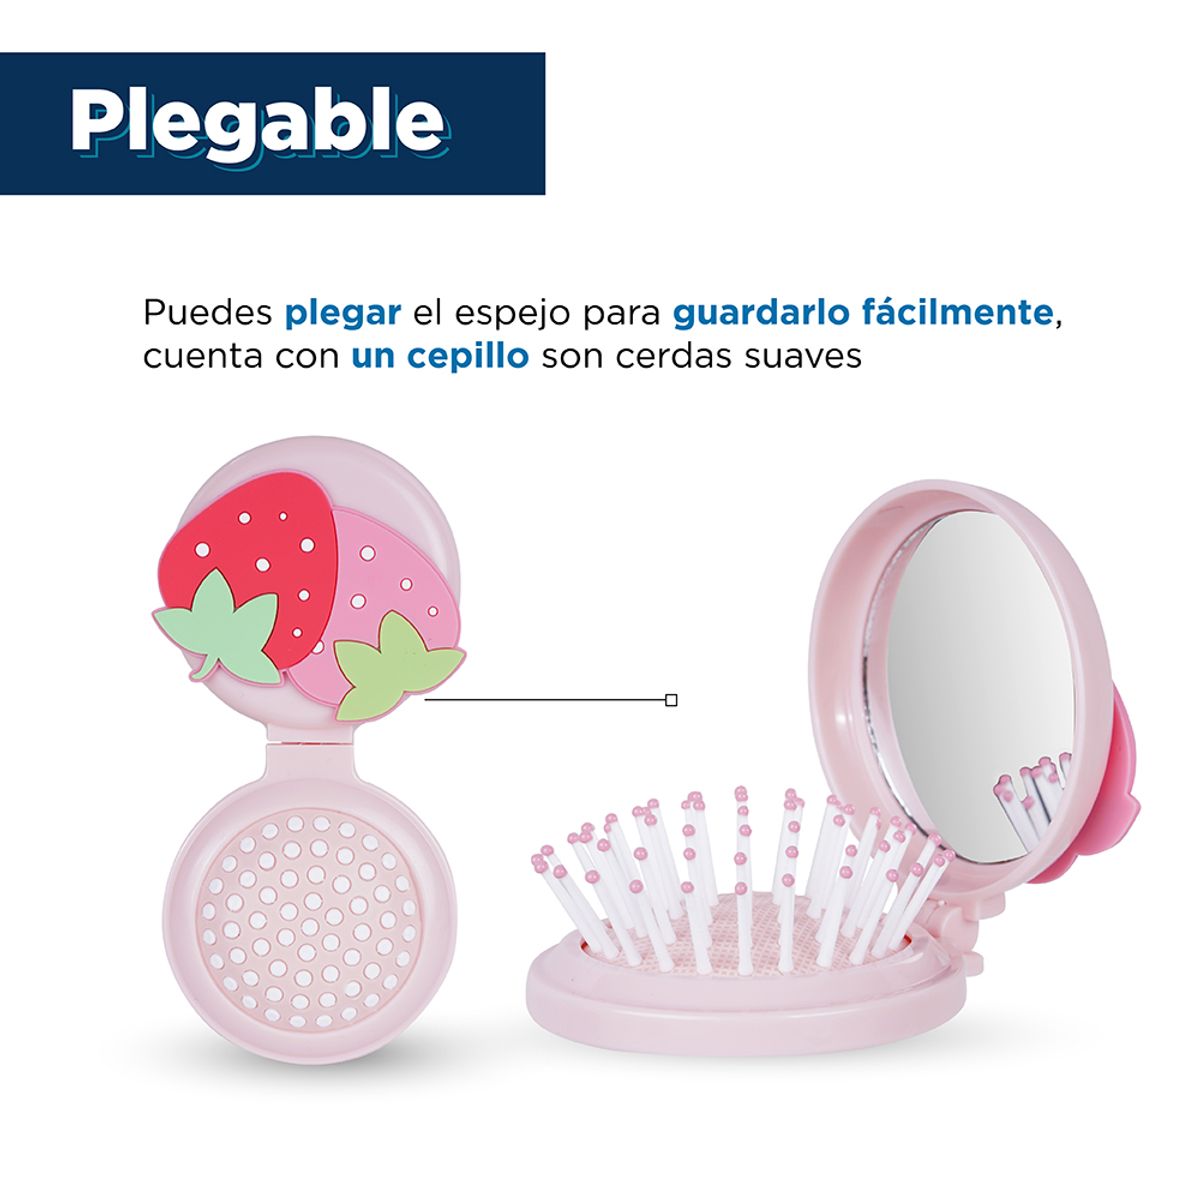 Plegable
Puedes plegar el espejo para guardarlo fácilmente,
cuenta con un cepillo son cerdas suaves